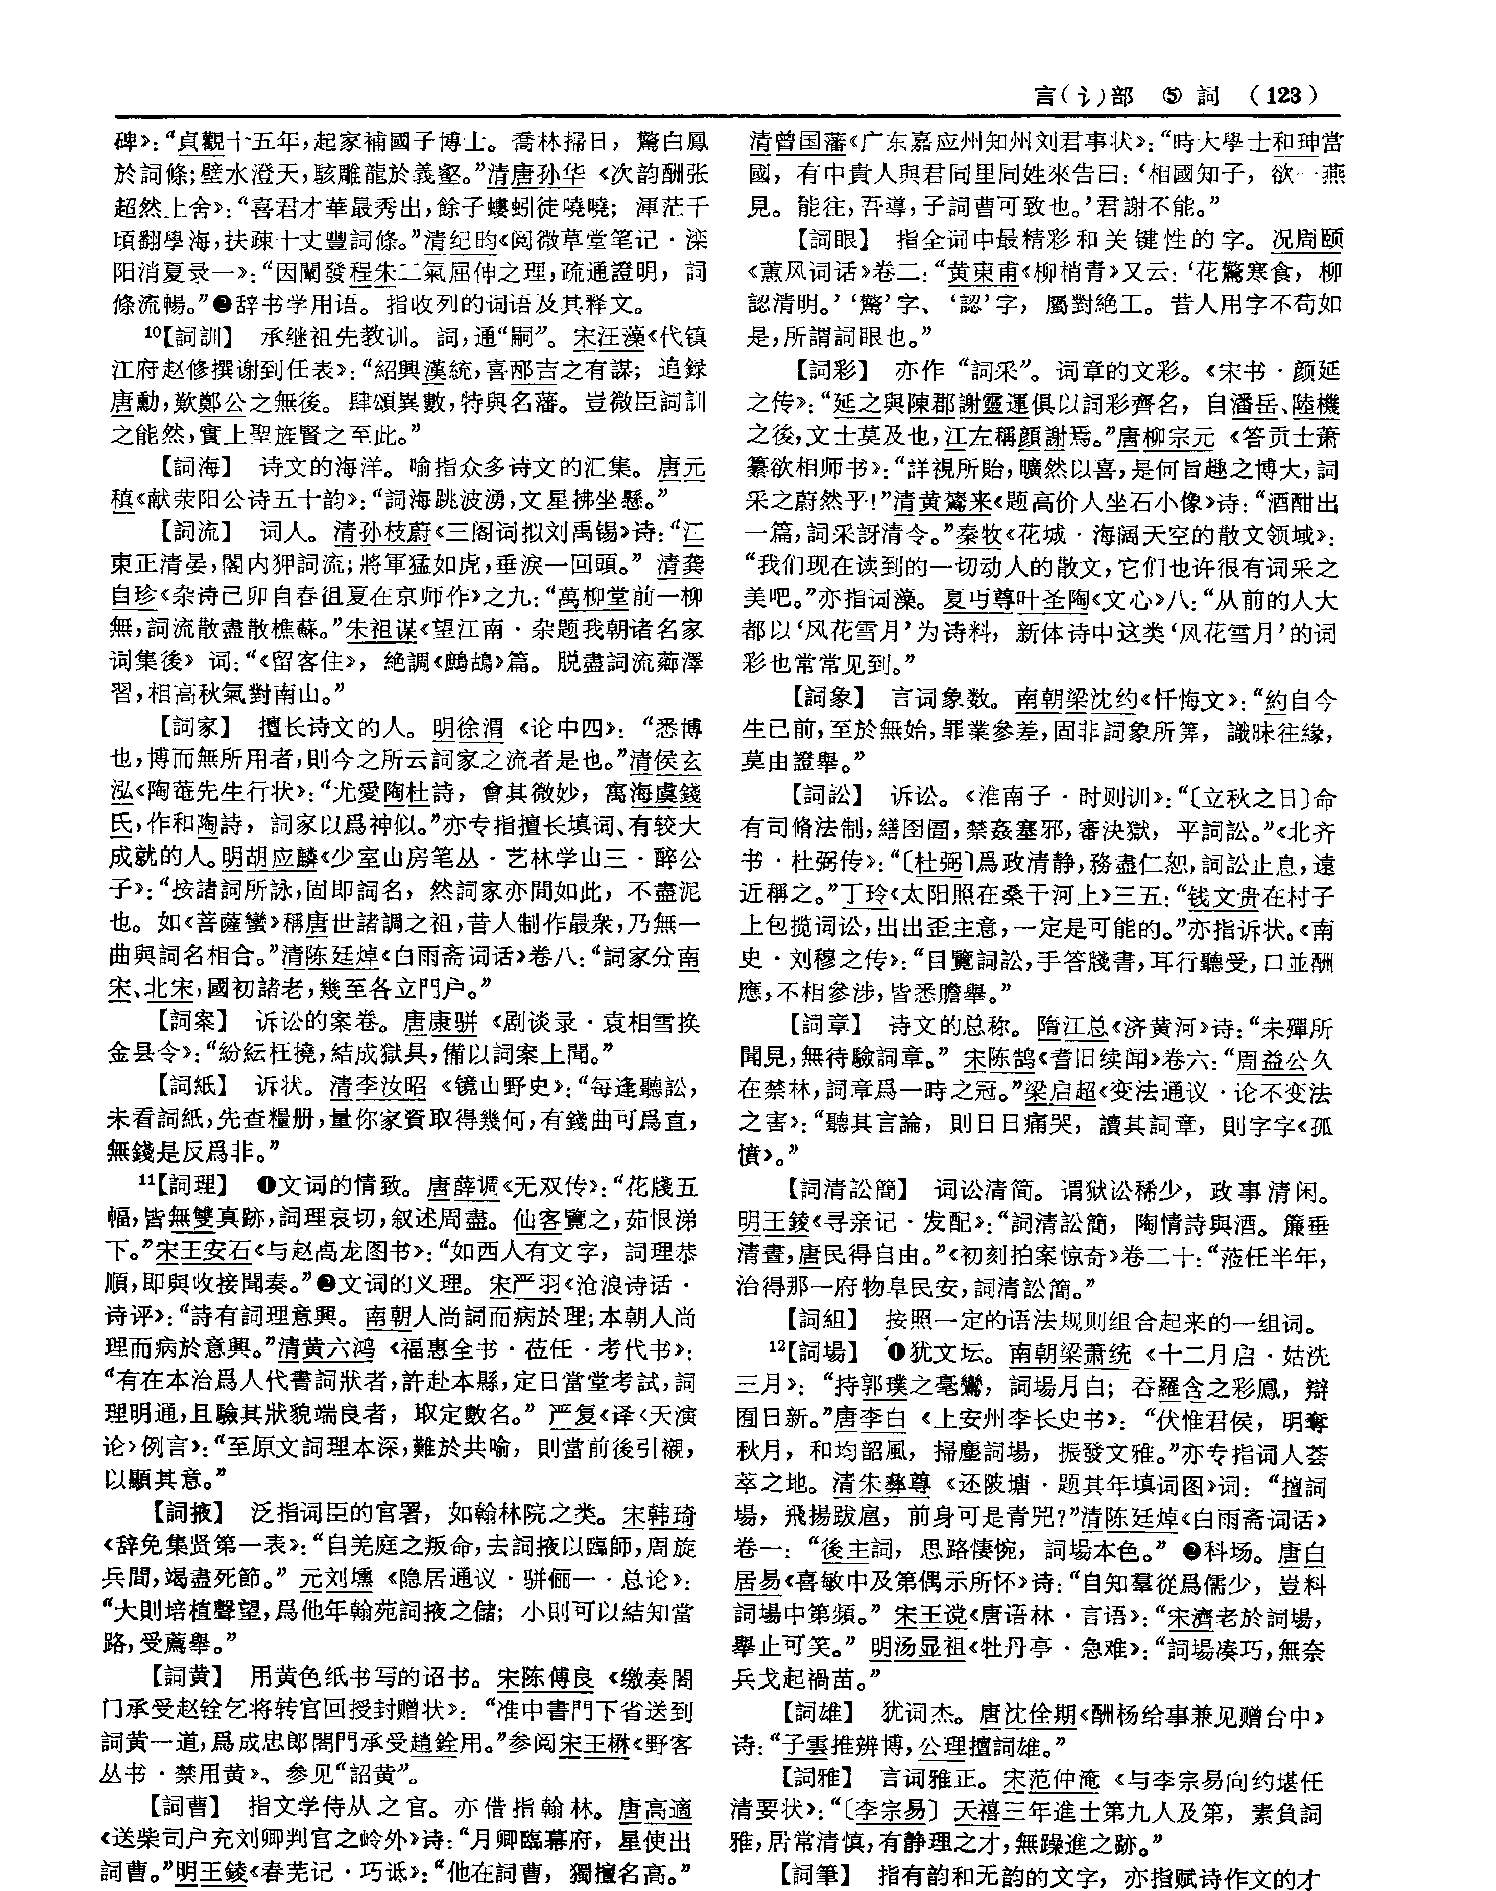 言(讠)部 ⑤ 詞 (123)
碑》:“貞觀十五年,起家補國子博士。喬林掃日,驚白鳳
於詞條;壁水澄天,駭雕龍於義壑。”清唐孙华《次韵酬张
超然上舍》:“喜君才華最秀出,餘子螻蚓徒嘵嘵;渾茫千
頃翻學海,扶疎十丈豐詞條。”清纪昀《阅微草堂笔记·滦
阳消夏录一》:“因闡發程朱二氣屈伸之理,疏通證明,詞
條流暢。”❷辞书学用语。指收列的词语及其释文。
10【詞訓】 承继祖先教训。詞,通“嗣”。宋汪藻《代镇
江府赵修撰谢到任表》:“紹興漢統,喜邴吉之有謀;追録
唐勳,歎鄭公之無後。肆頒異數,特與名藩。豈微臣詞訓
之能然,實上聖旌賢之至此。”
【詞海】 诗文的海洋。喻指众多诗文的汇集。唐元
稹《献荥阳公诗五十韵》:“詞海跳波湧,文星拂坐懸。”
【詞流】 词人。清孙枝蔚《三阁词拟刘禹锡》诗:“江
東正清晏,閣内狎詞流;將軍猛如虎,垂淚一回頭。”清龚
自珍《杂诗己卯自春徂夏在京师作》之九:“萬柳堂前一柳
無,詞流散盡散樵蘇。”朱祖谋《望江南·杂题我朝诸名家
词集後》词:“《留客住》,絶調《鷓鴣》篇。脱盡詞流薌澤
習,相高秋氣對南山。”
【詞家】 擅长诗文的人。明徐渭《论中四》:“悉博
也,博而無所用者,則今之所云詞家之流者是也。”清侯玄
泓《陶菴先生行状》:“尤愛陶杜詩,會其微妙,寓海虞錢
氏,作和陶詩,詞家以爲神似。”亦专指擅长填词、有较大
成就的人。明胡应麟《少室山房笔丛·艺林学山三·醉公
子》:“按諸詞所詠,固即詞名,然詞家亦間如此,不盡泥
也。如《菩薩蠻》稱唐世諸調之祖,昔人制作最衆,乃無一
曲與詞名相合。”清陈廷焯《白雨斋词话》卷八:“詞家分南
宋、北宋,國初諸老,幾至各立門户。”
【詞案】 诉讼的案卷。唐康骈《剧谈录·袁相雪换
金县令》:“紛紜枉撓,結成獄具,備以詞案上聞。”
【詞紙】 诉状。清李汝昭《镜山野史》:“每逢聽訟,
未看詞紙,先查糧册,量你家資取得幾何,有錢曲可爲直,
無錢是反爲非。”
11【詞理】 ❶文词的情致。唐薛调《无双传》:“花牋五
幅,皆無雙真跡,詞理哀切,叙述周盡。仙客覽之,茹恨涕
下。”宋王安石《与赵卨龙图书》:“如西人有文字,詞理恭
順,即與收接聞奏。”❷文词的义理。宋严羽《沧浪诗话·
诗评》:“詩有詞理意興。南朝人尚詞而病於理;本朝人尚
理而病於意興。”清黄六鸿《福惠全书·莅任·考代书》:
“有在本治爲人代書詞狀者,許赴本縣,定日當堂考試,詞
理明通,且驗其狀貌端良者,取定數名。”严复《译〈天演
论〉例言》:“至原文詞理本深,難於共喻,則當前後引襯,
以顯其意。”
【詞掖】 泛指词臣的官署,如翰林院之类。宋韩琦
《辞免集贤第一表》:“自羌庭之叛命,去詞掖以臨師,周旋
兵間,竭盡死節。”元刘壎《隐居通议·骈俪一·总论》:
“大則培植聲望,爲他年翰苑詞掖之儲;小則可以結知當
路,受薦舉。”
【詞黄】 用黄色纸书写的诏书。宋陈傅良《缴奏閤
门承受赵铨乞将转官回授封赠状》:“准中書門下省送到
詞黄一道,爲成忠郎閤門承受趙銓用。”参阅宋王楙《野客
丛书·禁用黄》、参见“詔黄”。
【詞曹】 指文学侍从之官。亦借指翰林。唐高適
《送柴司户充刘卿判官之岭外》诗:“月卿臨幕府,星使出
詞曹。”明王錂《春芜记·巧诋》:“他在詞曹,獨擅名高。”
清曾国藩《广东嘉应州知州刘君事状》:“時大學士和珅當
國,有中貴人與君同里同姓來告曰:‘相國知子,欲一燕
見。能往,吾導,子詞曹可致也。’君謝不能。”
【詞眼】 指全词中最精彩和关键性的字。况周颐
《蕙风词话》卷二:“黄東甫《柳梢青》又云:‘花驚寒食,柳
認清明。’‘驚’字、‘認’字,屬對絶工。昔人用字不苟如
是,所謂詞眼也。”
【詞彩】 亦作“詞采”。词章的文彩。《宋书·颜延
之传》:“延之與陳郡謝靈運俱以詞彩齊名,自潘岳、陸機
之後,文士莫及也,江左稱顔謝焉。”唐柳宗元《答贡士萧
纂欲相师书》:“詳視所貽,曠然以喜,是何旨趣之博大,詞
采之蔚然乎!”清黄鷟来《题高价人坐石小像》诗:“酒酣出
一篇,詞采訝清令。”秦牧《花城·海阔天空的散文领域》:
“我们现在读到的一切动人的散文,它们也许很有词采之
美吧。”亦指词藻。夏丏尊叶圣陶《文心》八:“从前的人大
都以‘风花雪月’为诗料,新体诗中这类‘风花雪月’的词
彩也常常见到。”
【詞象】 言词象数。南朝梁沈约《忏悔文》:“約自今
生已前,至於無始,罪業參差,固非詞象所筭,識昧往緣,
莫由證舉。”
【詞訟】 诉讼。《淮南子·时则训》:“〔立秋之日〕命
有司脩法制,繕囹圄,禁姦塞邪,審決獄,平詞訟。”《北齐
书·杜弼传》:“〔杜弼〕爲政清静,務盡仁恕,詞訟止息,遠
近稱之。”丁玲《太阳照在桑干河上》三五:“钱文贵在村子
上包揽词讼,出出歪主意,一定是可能的。”亦指诉状。《南
史·刘穆之传》:“目覽詞訟,手答牋書,耳行聽受,口並酬
應,不相參涉,皆悉贍舉。”
【詞章】 诗文的总称。隋江总《济黄河》诗:“未殫所
聞見,無待驗詞章。”宋陈鹄《耆旧续闻》卷六:“周益公久
在禁林,詞章爲一時之冠。”梁启超《变法通议·论不变法
之害》:“聽其言論,則日日痛哭,讀其詞章,則字字《孤
憤》。”
【詞清訟簡】 词讼清简。谓狱讼稀少,政事清闲。
明王錂《寻亲记·发配》:“詞清訟簡,陶情詩與酒。簾垂
清晝,唐民得自由。”《初刻拍案惊奇》卷二十:“蒞任半年,
治得那一府物阜民安,詞清訟簡。”
【詞組】 按照一定的语法规则组合起来的一组词。
12【詞場】 ❶犹文坛。南朝梁萧统《十二月启·姑洗
三月》:“持郭璞之毫鸞,詞場月白;吞羅含之彩鳳,辯
囿日新。”唐李白《上安州李长史书》:“伏惟君侯,明奪
秋月,和均韶風,掃塵詞場,振發文雅。”亦专指词人荟
萃之地。清朱彝尊《迈陂塘·题其年填词图》词:“擅詞
場,飛揚跋扈,前身可是青兕?”清陈廷焯《白雨斋词话》
卷一:“後主詞,思路悽惋,詞場本色。”❷科场。唐白
居易《喜敏中及第偶示所怀》诗:“自知羣從爲儒少,豈料
詞場中第頻。”宋王谠《唐语林·言语》:“宋濟老於詞場,
舉止可笑。”明汤显祖《牡丹亭·急难》:“詞場凑巧,無奈
兵戈起禍苗。”
【詞雄】 犹词杰。唐沈佺期《酬杨给事兼见赠台中》
诗:“子雲推辨博,公理擅詞雄。”
【詞雅】 言词雅正。宋范仲淹《与李宗易向约堪任
清要状》:“〔李宗易〕天禧三年進士第九人及第,素負詞
雅,居常清慎,有静理之才,無躁進之跡。”
【詞筆】 指有韵和无韵的文字,亦指赋诗作文的才